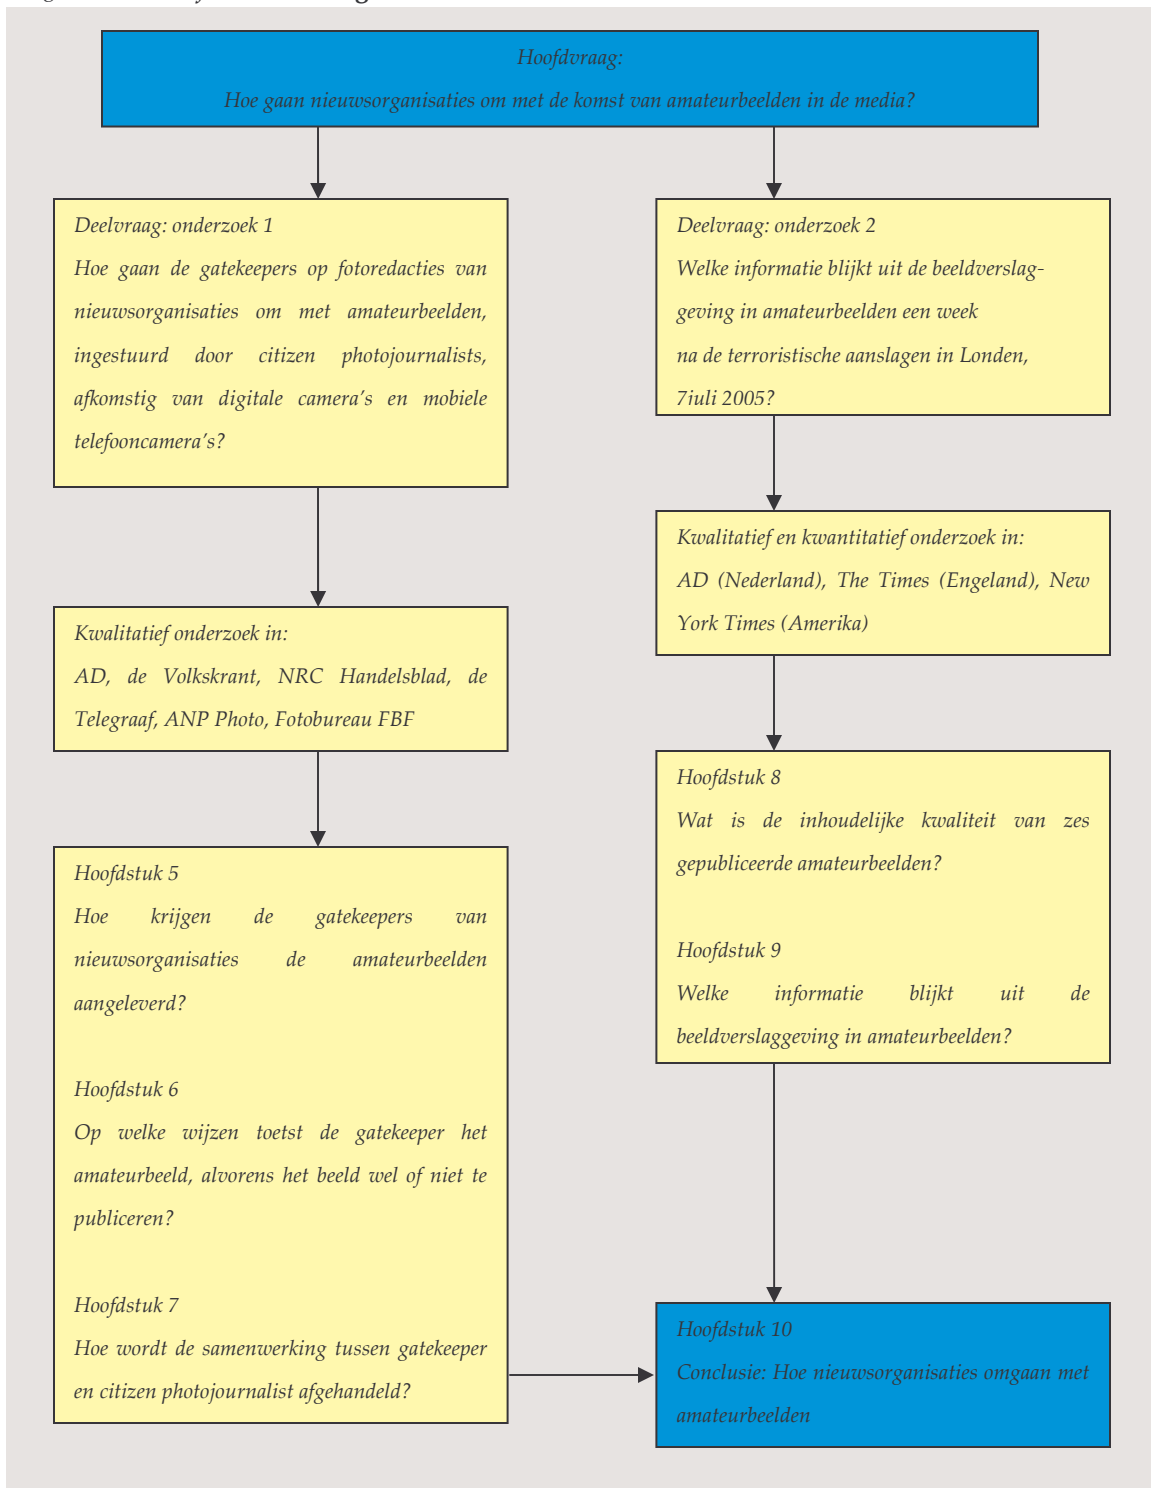 Hoofdvraag:
Hoe gaan nieuwsorganisaties om met de komst van amateurbeelden in de media?
Deelvraag: onderzoek 1
Hoe gaan de gatekeepers op fotoredacties van
nieuwsorganisaties om met amateurbeelden,
ingestuurd door citizen photojournalists,
afkomstig van digitale camera's en mobiele
telefooncamera's?
Kwalitatief onderzoek in:
AD, de Volkskrant, NRC Handelsblad, de
Telegraaf, ANP Photo, Fotobureau FBF
Hoofdstuk 5
Hoe krijgen de gatekeepers van
nieuwsorganisaties de amateurbeelden
aangeleverd?
Hoofdstuk 6
Op welke wijzen toetst de gatekeeper het
amateurbeeld, alvorens het beeld wel of niet te
publiceren?
Hoofdstuk 7
Hoe wordt de samenwerking tussen gatekeeper
en citizen photojournalist afgehandeld?
Deelvraag: onderzoek 2
Welke informatie blijkt uit de beeldverslag-
geving in amateurbeelden een week
na de terroristische aanslagen in Londen,
7juli 2005?
Kwalitatief en kwantitatief onderzoek in:
AD (Nederland), The Times (Engeland), New
York Times (Amerika)
Hoofdstuk 8
Wat is de inhoudelijke kwaliteit van zes
gepubliceerde amateurbeelden?
Hoofdstuk 9
Welke informatie blijkt uit de
beeldverslaggeving in amateurbeelden?
Hoofdstuk 10
Conclusie: Hoe nieuwsorganisaties omgaan met
amateurbeelden